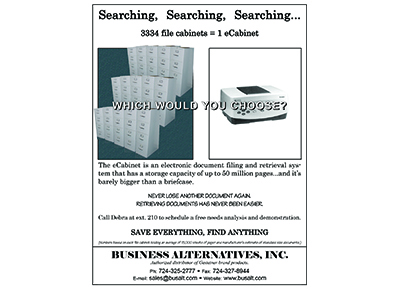 Searching, Searching, Searching...
3334 file cabinets = 1 eCabinet
WHICH WOULD YOU CHOOSE?
The eCabinet is an electronic document filing and retrieval sys-
tem that has a storage capacity of up to 50 million pages...and it's
barely bigger than a briefcase.
NEVER LOSE ANOTHER DOCUMENT AGAIN.
RETRIEVING DOCUMENTS HAS NEVER BEEN EASIER.
Call Debra at ext. 210 to schedule a free needs analysis and demonstration.
SAVE EVERYTHING, FIND ANYTHING
BUSINESS ALTERNATIVES, INC.
Authorized distributor of Gestetner brand products.
Ph: 724-325-2777 • Fax: 724-327-8944
E-mail: sales@busalt.com • Website: www.busalt.com